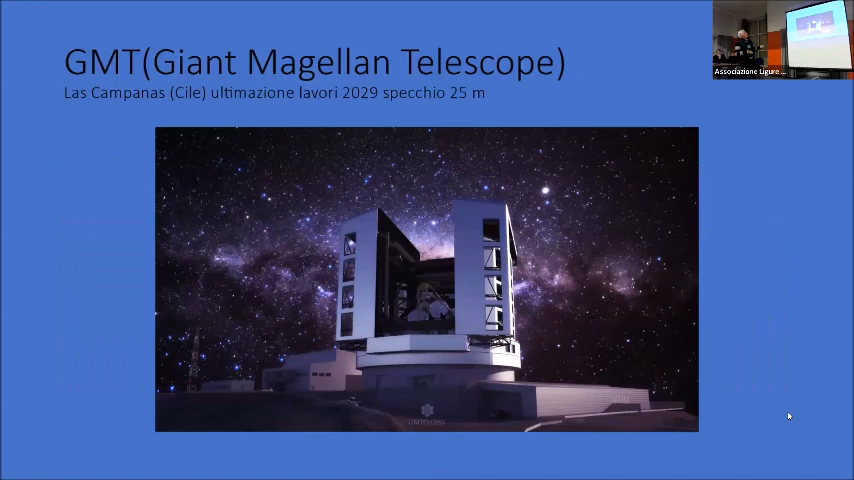 GMT(Giant Magellan Telescope)
Las Campanas (Cile) ultimazione lavori 2029 specchio 25 m
Associazione Ligure ...